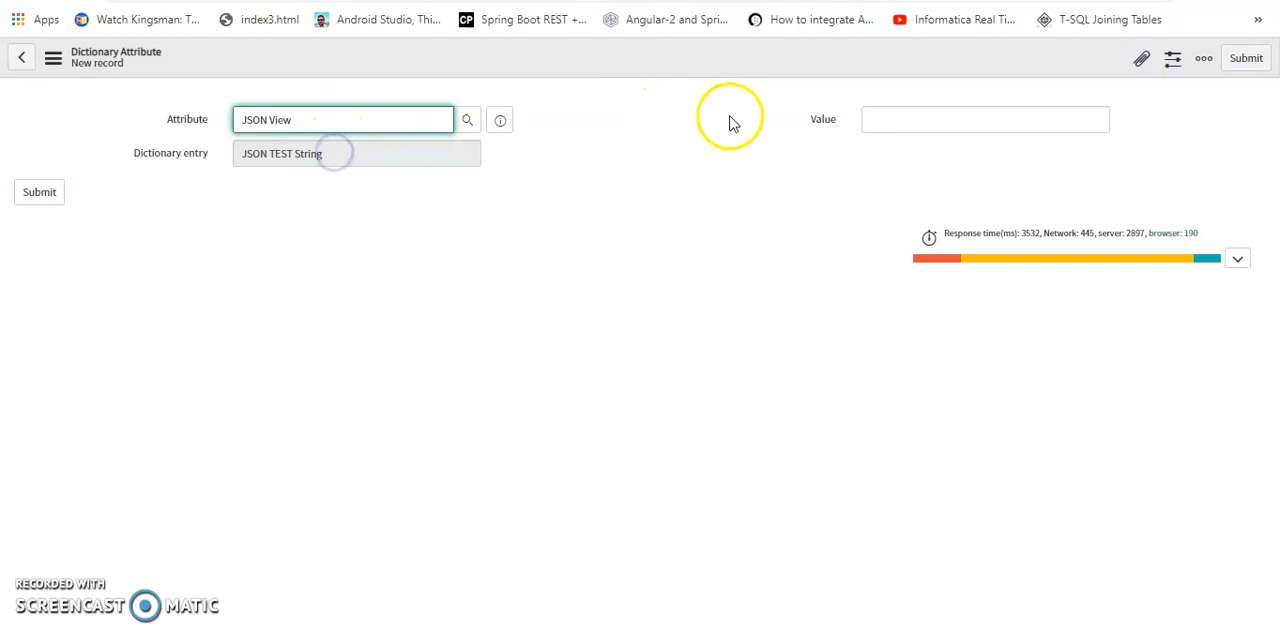 Apps Watch Kingsman: T... index3.html Android Studio, Thi... CP Spring Boot REST +... Angular-2 and Spri... How to integrate A... Informatica Real Ti... T-SQL Joining Tables »
Dictionary Attribute
New record
Submit
Attribute JSON View Value
Dictionary entry JSON TEST String
Submit
Response time(ms): 3532, Network: 445, server: 2897, browser: 190
RECORDED WITH
SCREENCAST MATIC